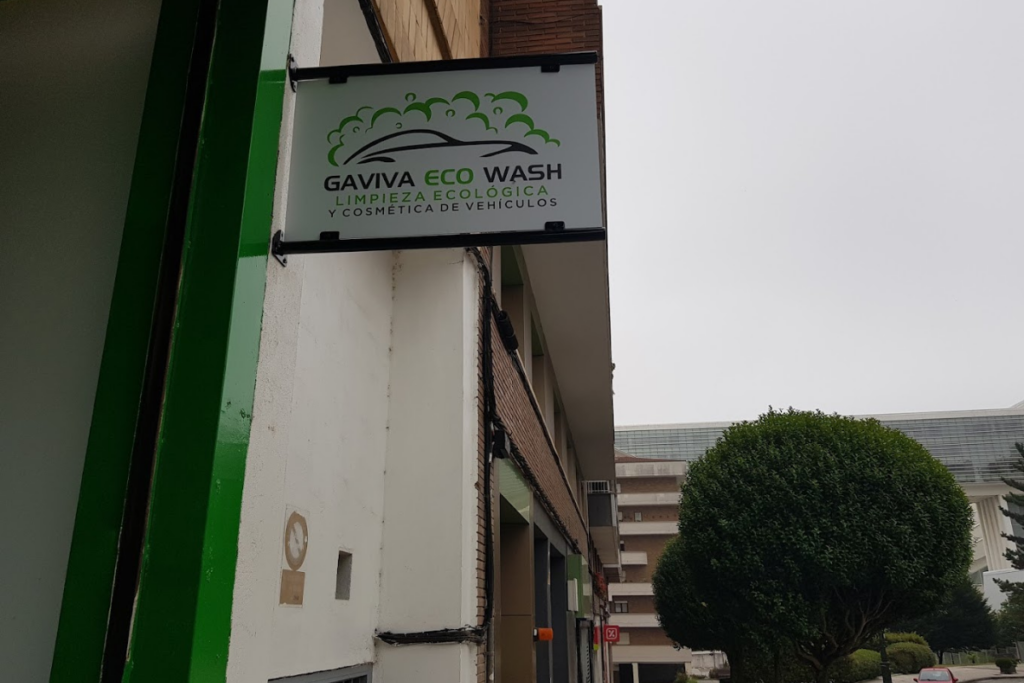 GAVIVA ECO WASH
LIMPIEZA ECOLÓGICA
Y COSMÉTICA DE VEHÍCULOS